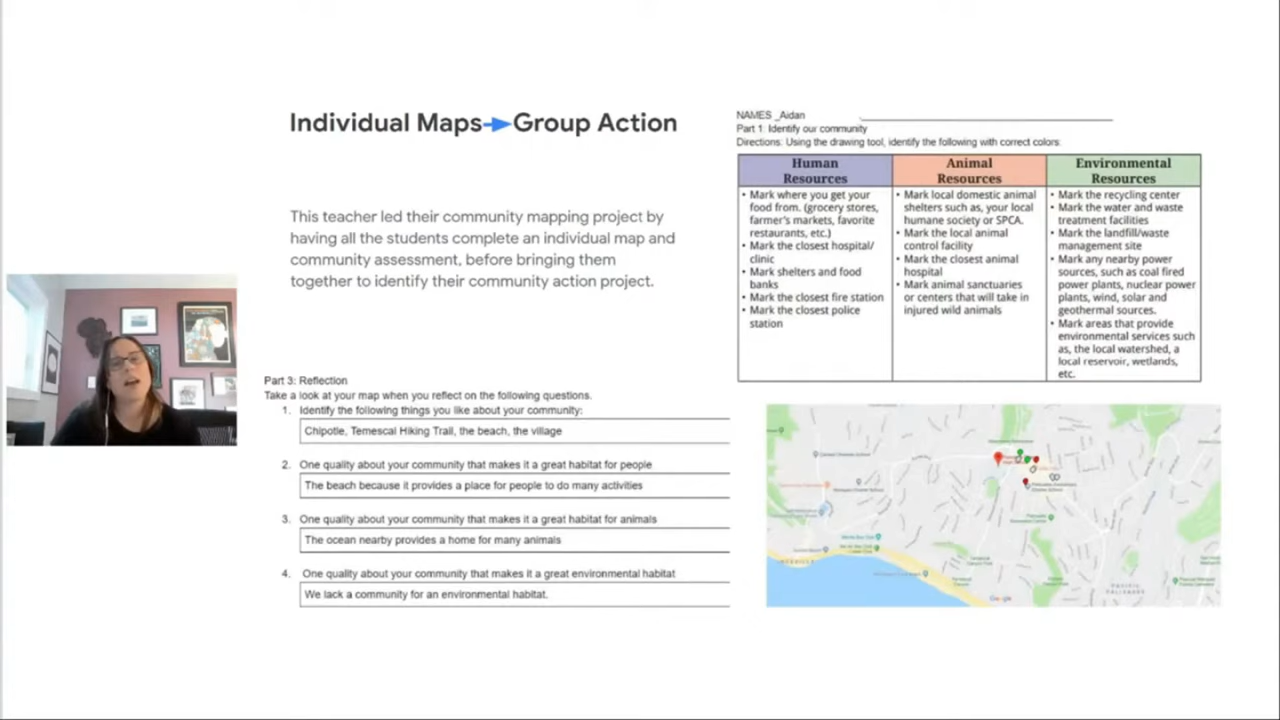 Individual Maps Group Action
This teacher led their community mapping project by
having all the students complete an individual map and
community assessment, before bringing them
together to identify their community action project.
Part 3: Reflection
Take a look at your map when you reflect on the following questions.
1. Identify the following things you like about your community:
Chipotle, Temescal Hiking Trail, the beach, the village
2. One quality about your community that makes it a great habitat for people
The beach because it provides a place for people to do many activities
3. One quality about your community that makes it a great habitat for animals
The ocean nearby provides a home for many animals
4. One quality about your community that makes it a great environmental habitat
We lack a community for an environmental habitat.
NAMES _Aidan
Part 1: Identify our community
Directions: Using the drawing tool, identify the following with correct colors:
Human
Resources
• Mark where you get your
food from. (grocery stores,
farmer's markets, favorite
restaurants, etc.)
• Mark the closest hospital/
clinic
• Mark shelters and food
banks
• Mark the closest fire station
• Mark the closest police
station
Animal
Resources
• Mark local domestic animal
shelters such as, your local
humane society or SPCA.
• Mark the local animal
control facility
• Mark the closest animal
hospital
• Mark animal sanctuaries
or centers that will take in
injured wild animals
Environmental
Resources
• Mark the recycling center
• Mark the water and waste
treatment facilities
• Mark the landfill/waste
management site
• Mark any nearby power
sources, such as coal fired
power plants, nuclear power
plants, wind, solar and
geothermal sources.
• Mark areas that provide
environmental services such
as, the local watershed, a
local reservoir, wetlands,
etc.
PACIFIC
PALISADES
Google